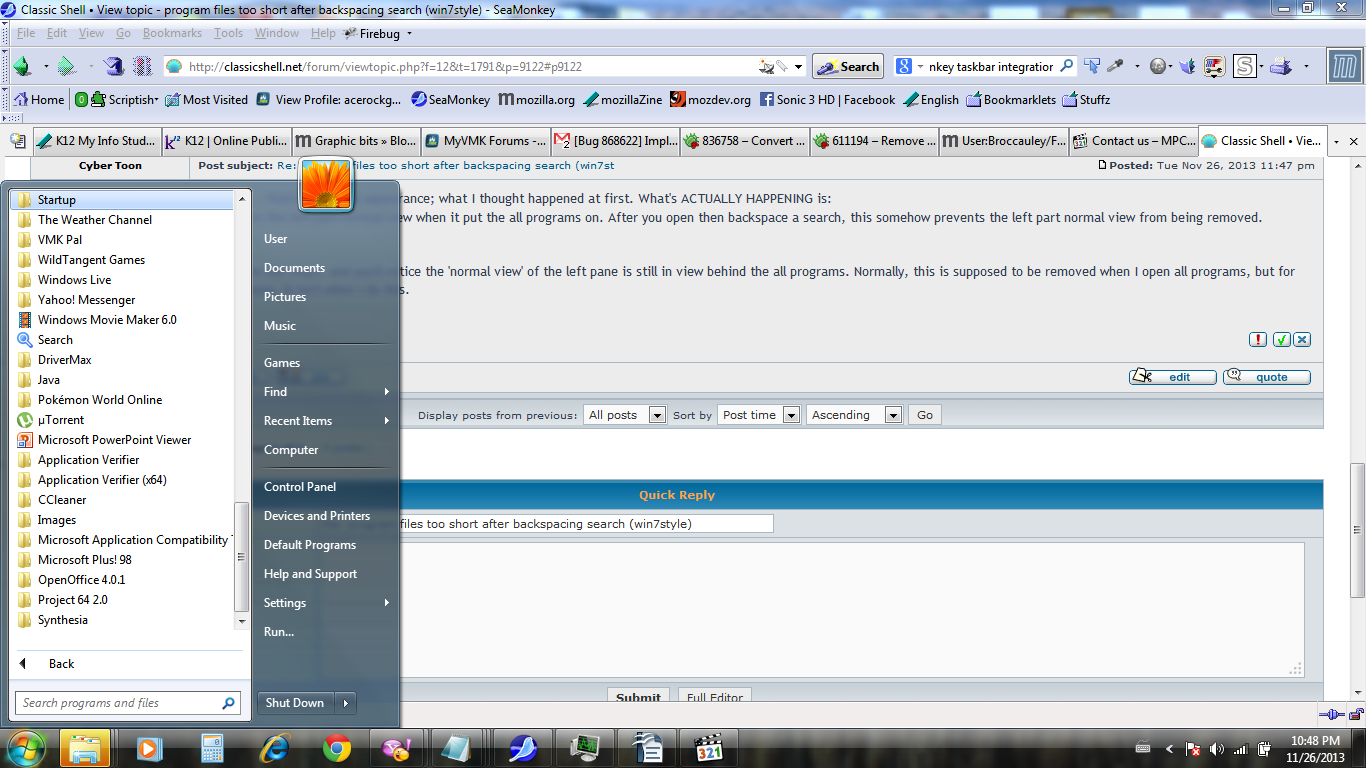 Classic Shell • View topic - program files too short after backspacing search (win7style) - SeaMonkey
File Edit View Go Bookmarks Tools Window Help Firebug
http://classicshell.net/forum/viewtopic.php?f=12&t=1791&p=9122#p9122 Search nkey taskbar integration
Home Scriptish Most Visited View Profile: acerockg... SeaMonkey mozilla.org mozillaZine mozdev.org Sonic 3 HD | Facebook English Bookmarklets Stuffz
K12 My Info Stud... K12 | Online Publi... Graphic bits » Blo... MyVMK Forums -... [Bug 868622] Impl... 836758 – Convert ... 611194 – Remove ... User:Broccauley/F... Contact us – MPC... Classic Shell • Vie...
Cyber Toon Post subject: Re: files too short after backspacing search (win7st Posted: Tue Nov 26, 2013 11:47 pm
what I thought happened at first. What's ACTUALLY HAPPENING is:
when it put the all programs on. After you open then backspace a search, this somehow prevents the left part normal view from being removed.
the 'normal view' of the left pane is still in view behind the all programs. Normally, this is supposed to be removed when I open all programs, but for
edit quote
Display posts from previous: All posts Sort by Post time Ascending Go
Quick Reply
files too short after backspacing search (win7style)
Submit Full Editor
Startup
The Weather Channel
VMK Pal
WildTangent Games
Windows Live
Yahoo! Messenger
Windows Movie Maker 6.0
Search
DriverMax
Java
Pokémon World Online
µTorrent
Microsoft PowerPoint Viewer
Application Verifier
Application Verifier (x64)
CCleaner
Images
Microsoft Application Compatibility
Microsoft Plus! 98
OpenOffice 4.0.1
Project 64 2.0
Synthesia
Back
Search programs and files
User
Documents
Pictures
Music
Games
Find
Recent Items
Computer
Control Panel
Devices and Printers
Default Programs
Help and Support
Settings
Run...
Shut Down
321
10:48 PM
11/26/2013